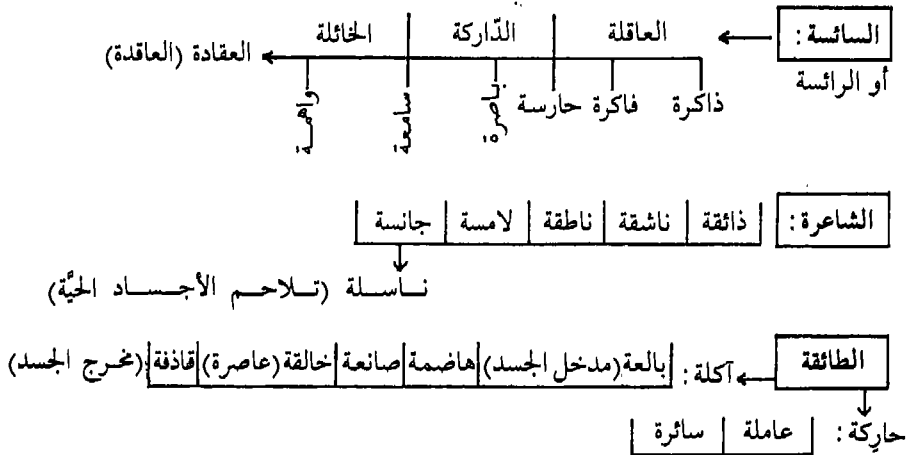 السائسة: العاقلة الدّاركة الخائلة العقادة (العاقدة)
أو الرائسة
ذاكرة فاكرة حارسة باصرة سامعة واهمة
الشاعرة: ذائقة ناشقة ناطقة لامسة جانسة
ناسلة (تلاحم الأجساد الحيَّة)
الطائقة آكلة: بالعة (مدخل الجسد) هاضمة صانعة خالقة (عاصرة) قاذفة (مخرج الجسد)
حارِكة: عاملة سائرة